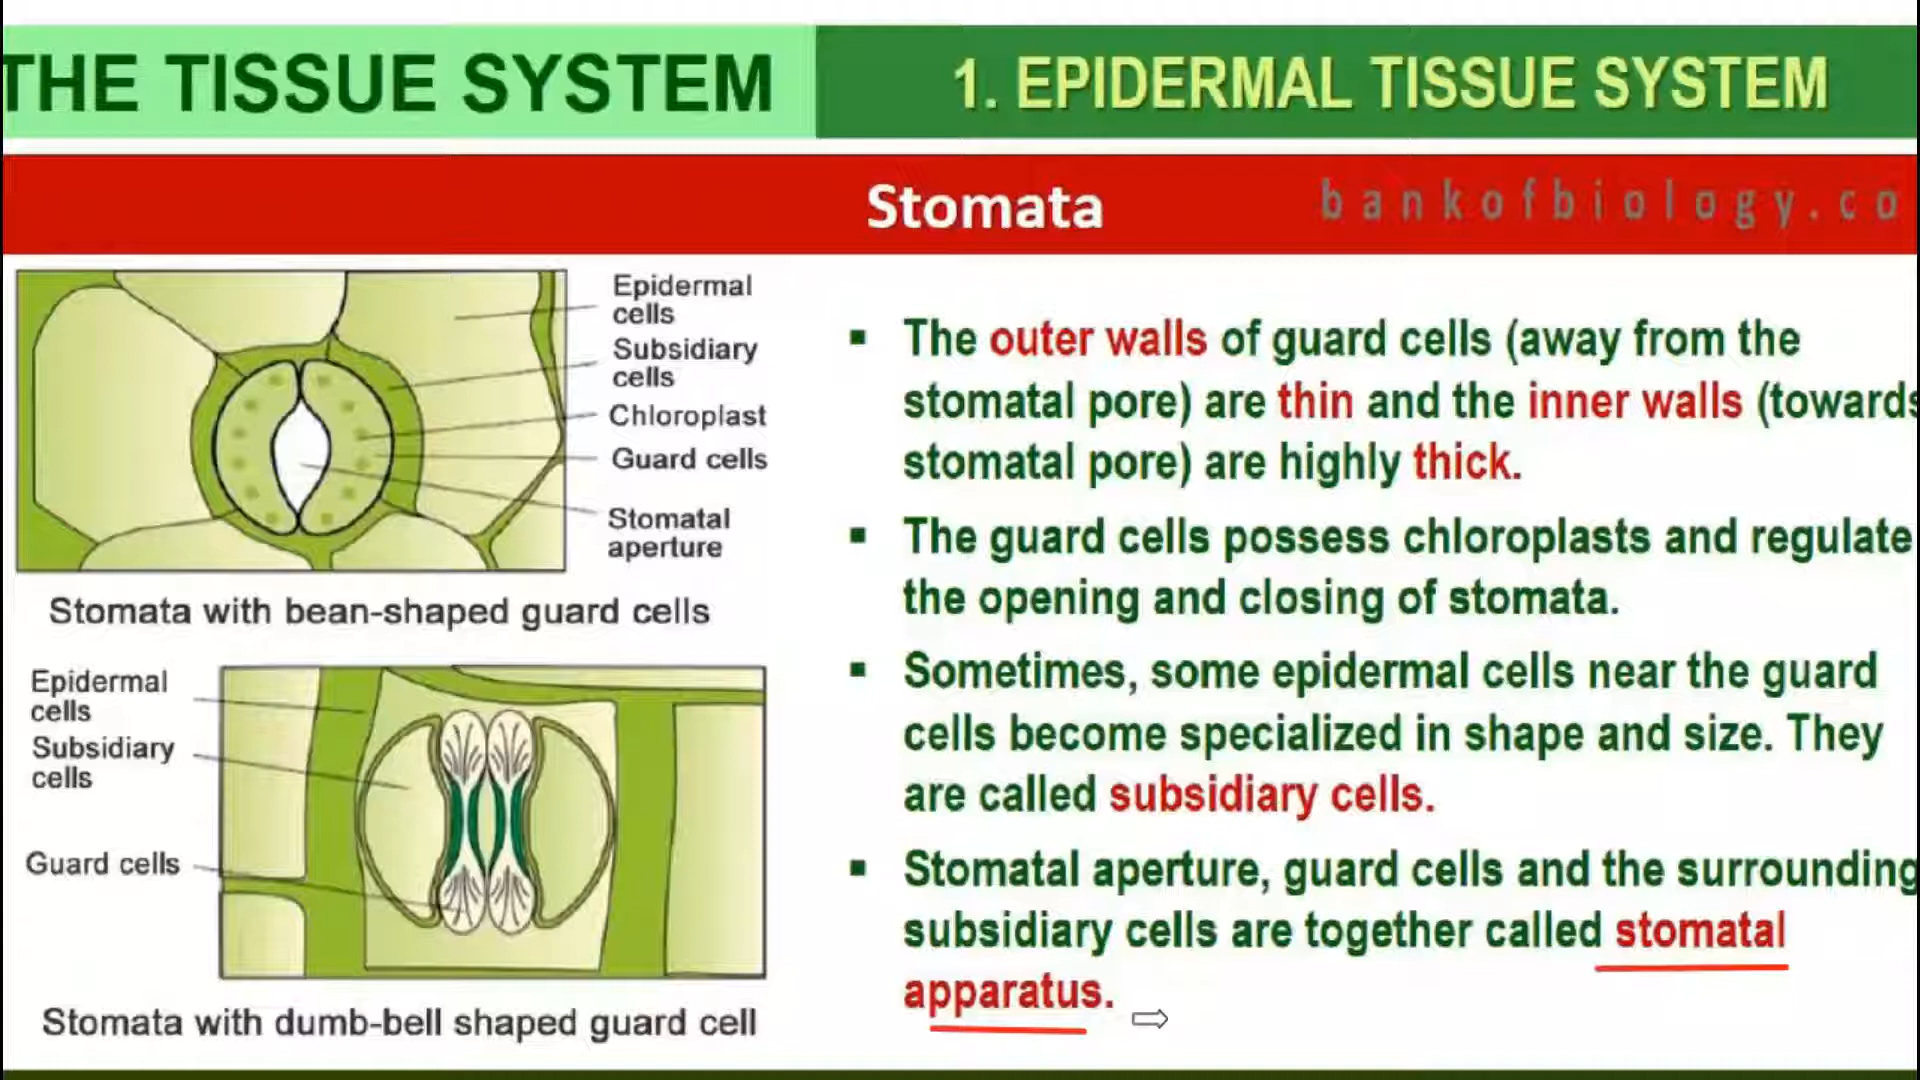 THE TISSUE SYSTEM
1. EPIDERMAL TISSUE SYSTEM
Stomata
bankofbiology.co
Epidermal
cells
Subsidiary
cells
Chloroplast
Guard cells
Stomatal
aperture
Stomata with bean-shaped guard cells
Epidermal
cells
Subsidiary
cells
Guard cells
Stomata with dumb-bell shaped guard cell
▪ The outer walls of guard cells (away from the
stomatal pore) are thin and the inner walls (towards
stomatal pore) are highly thick.
▪ The guard cells possess chloroplasts and regulate
the opening and closing of stomata.
▪ Sometimes, some epidermal cells near the guard
cells become specialized in shape and size. They
are called subsidiary cells.
▪ Stomatal aperture, guard cells and the surrounding
subsidiary cells are together called stomatal
apparatus.